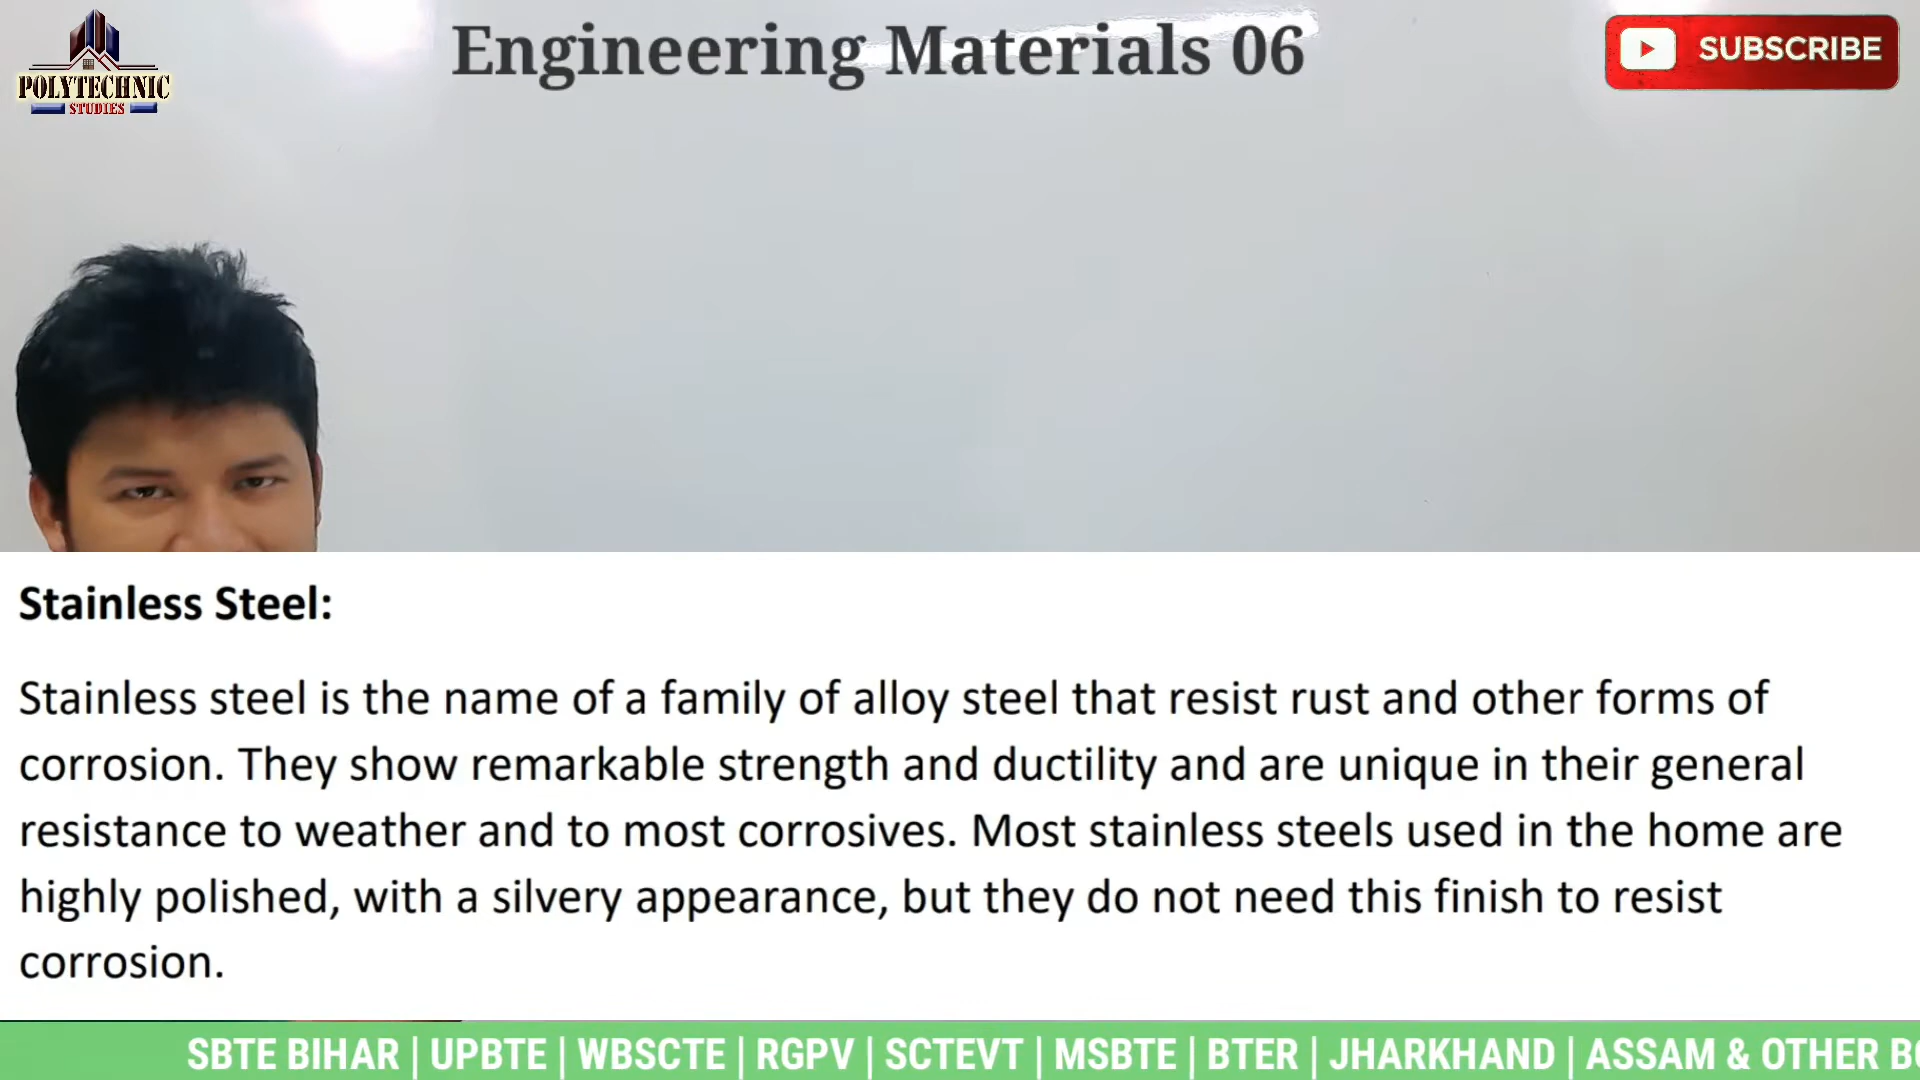 Engineering Materials 06
POLYTECHNIC
STUDIES
SUBSCRIBE
Stainless Steel:
Stainless steel is the name of a family of alloy steel that resist rust and other forms of
corrosion. They show remarkable strength and ductility and are unique in their general
resistance to weather and to most corrosives. Most stainless steels used in the home are
highly polished, with a silvery appearance, but they do not need this finish to resist
corrosion.
SBTE BIHAR | UPBTE | WBSCTE | RGPV | SCTEVT | MSBTE | BTER | JHARKHAND | ASSAM & OTHER